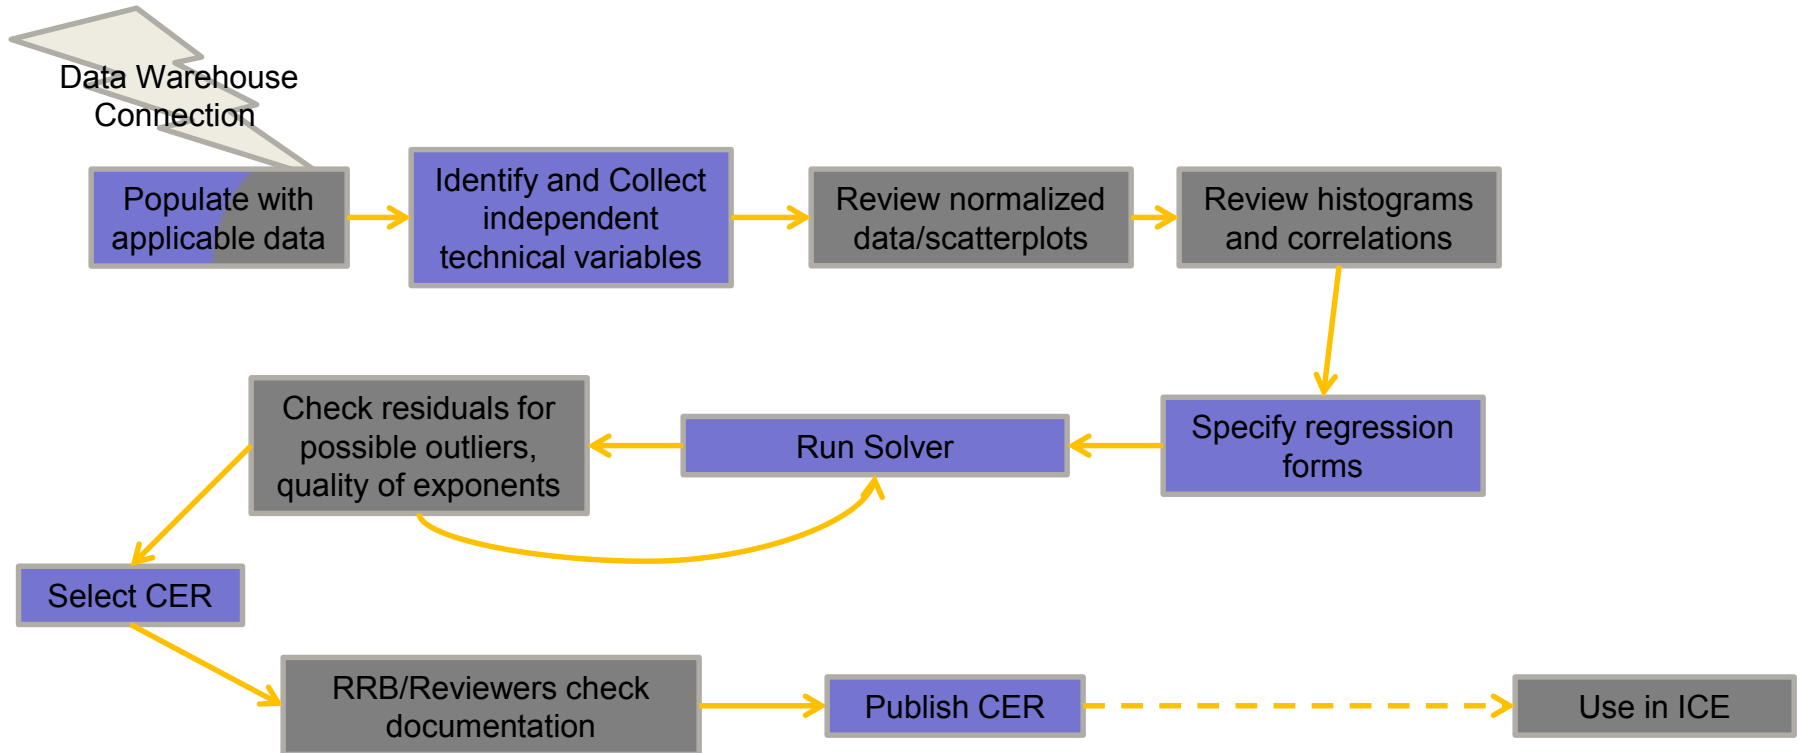 Data Warehouse
Connection
Populate with
applicable data
Identify and Collect
independent
technical variables
Review normalized
data/scatterplots
Review histograms
and correlations
Specify regression
forms
Run Solver
Check residuals for
possible outliers,
quality of exponents
Select CER
RRB/Reviewers check
documentation
Publish CER
Use in ICE